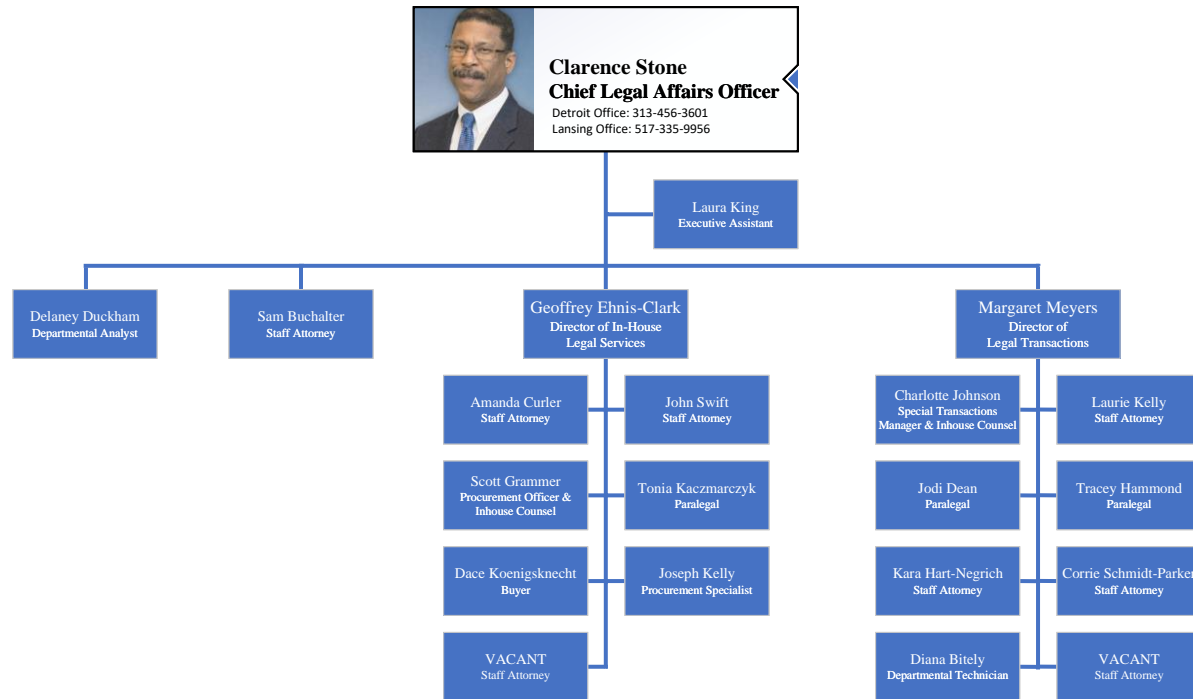 Clarence Stone
Chief Legal Affairs Officer
Detroit Office: 313-456-3601
Lansing Office: 517-335-9956
Laura King
Executive Assistant
Delaney Duckham
Departmental Analyst
Sam Buchalter
Staff Attorney
Geoffrey Ehnis-Clark
Director of In-House
Legal Services
Margaret Meyers
Director of
Legal Transactions
Amanda Curler
Staff Attorney
John Swift
Staff Attorney
Charlotte Johnson
Special Transactions
Manager & Inhouse Counsel
Laurie Kelly
Staff Attorney
Scott Grammer
Procurement Officer &
Inhouse Counsel
Tonia Kaczmarczyk
Paralegal
Jodi Dean
Paralegal
Tracey Hammond
Paralegal
Dace Koenigsknecht
Buyer
Joseph Kelly
Procurement Specialist
Kara Hart-Negrich
Staff Attorney
Corrie Schmidt-Parker
Staff Attorney
VACANT
Staff Attorney
Diana Bitely
Departmental Technician
VACANT
Staff Attorney